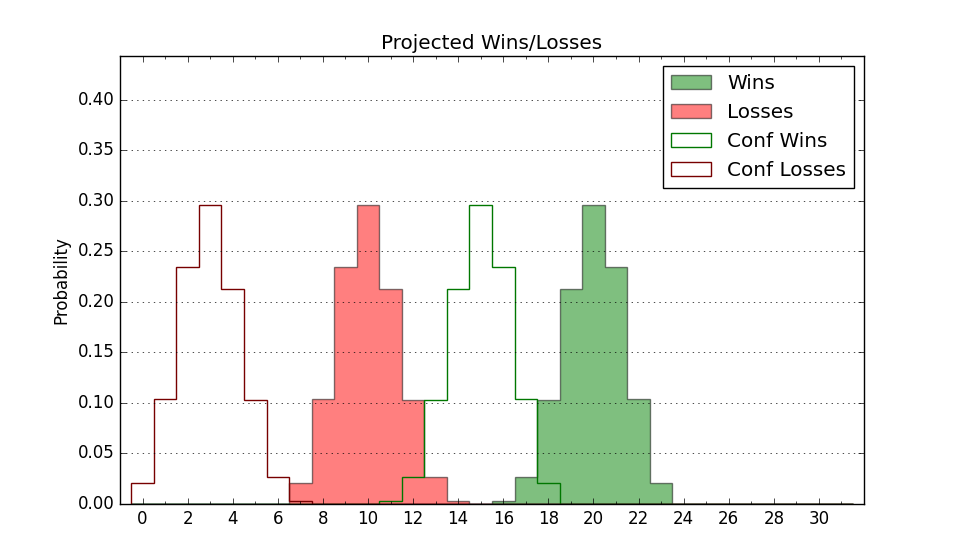 Projected Wins/Losses
Wins
Losses
Conf Wins
Conf Losses
Probability
0.40
0.35
0.30
0.25
0.20
0.15
0.10
0.05
0.00
0 2 4 6 8 10 12 14 16 18 20 22 24 26 28 30